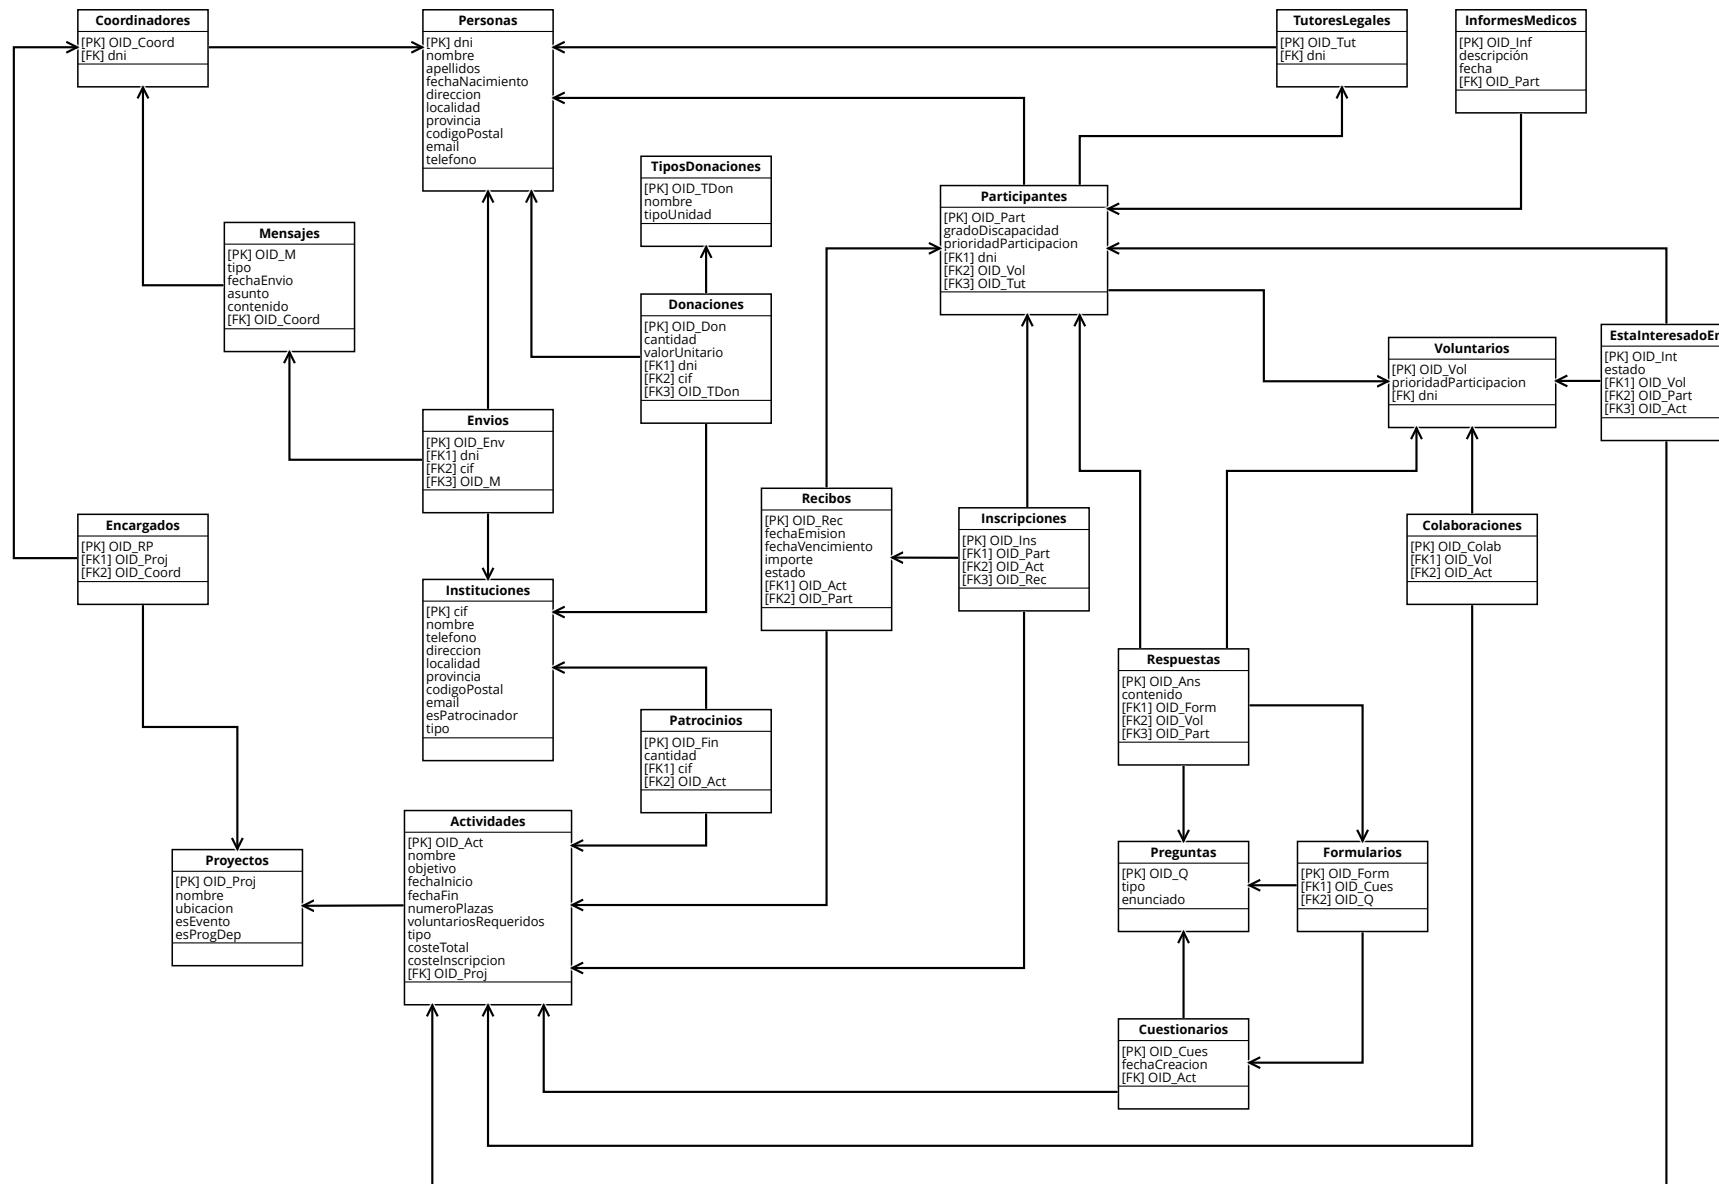 Coordinadores
[PK] OID_Coord
[FK] dni
Personas
[PK] dni
nombre
apellidos
fechaNacimiento
direccion
localidad
provincia
codigoPostal
email
telefono
TutoresLegales
[PK] OID_Tut
[FK] dni
InformesMedicos
[PK] OID_Inf
descripción
fecha
[FK] OID_Part
TiposDonaciones
[PK] OID_TDon
nombre
tipoUnidad
Participantes
[PK] OID_Part
gradoDiscapacidad
prioridadParticipacion
[FK1] dni
[FK2] OID_Vol
[FK3] OID_Tut
Mensajes
[PK] OID_M
tipo
fechaEnvio
asunto
contenido
[FK] OID_Coord
Donaciones
[PK] OID_Don
cantidad
valorUnitario
[FK1] dni
[FK2] cif
[FK3] OID_TDon
Voluntarios
[PK] OID_Vol
prioridadParticipacion
[FK] dni
EstaInteresadoEn
[PK] OID_Int
estado
[FK1] OID_Vol
[FK2] OID_Part
[FK3] OID_Act
Envios
[PK] OID_Env
[FK1] dni
[FK2] cif
[FK3] OID_M
Recibos
[PK] OID_Rec
fechaEmision
fechaVencimiento
importe
estado
[FK1] OID_Act
[FK2] OID_Part
Inscripciones
[PK] OID_Ins
[FK1] OID_Part
[FK2] OID_Act
[FK3] OID_Rec
Encargados
[PK] OID_RP
[FK1] OID_Proj
[FK2] OID_Coord
Colaboraciones
[PK] OID_Colab
[FK1] OID_Vol
[FK2] OID_Act
Instituciones
[PK] cif
nombre
telefono
direccion
localidad
provincia
codigoPostal
email
esPatrocinador
tipo
Respuestas
[PK] OID_Ans
contenido
[FK1] OID_Form
[FK2] OID_Vol
[FK3] OID_Part
Patrocinios
[PK] OID_Fin
cantidad
[FK1] cif
[FK2] OID_Act
Actividades
[PK] OID_Act
nombre
objetivo
fechaInicio
fechaFin
numeroPlazas
voluntariosRequeridos
tipo
costeTotal
costeInscripcion
[FK] OID_Proj
Proyectos
[PK] OID_Proj
nombre
ubicacion
esEvento
esProgDep
Preguntas
[PK] OID_Q
tipo
enunciado
Formularios
[PK] OID_Form
[FK1] OID_Cues
[FK2] OID_Q
Cuestionarios
[PK] OID_Cues
fechaCreacion
[FK] OID_Act